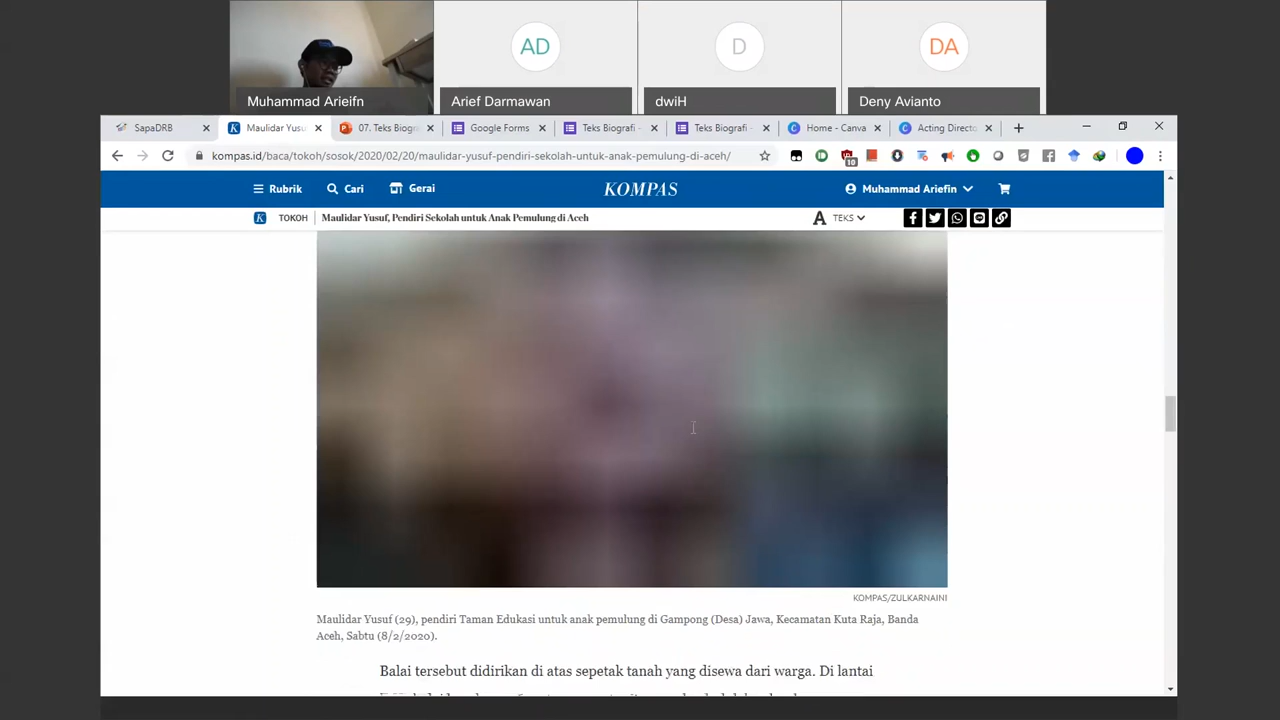 AD
D
DA
Muhammad Arieifn
Arief Darmawan
dwiH
Deny Avianto
SapaDRB
Maulidar Yusu
07. Teks Biogr
Google Forms
Teks Biografi -
Teks Biografi -
Home - Canva
Acting Directo
kompas.id/baca/tokoh/sosok/2020/02/20/maulidar-yusuf-pendiri-sekolah-untuk-anak-pemulung-di-aceh/
10
Rubrik
Cari
Gerai
KOMPAS
Muhammad Ariefin
TOKOH
Maulidar Yusuf, Pendiri Sekolah untuk Anak Pemulung di Aceh
A TEKS
KOMPAS/ZULKARNAINI
Maulidar Yusuf (29), pendiri Taman Edukasi untuk anak pemulung di Gampong (Desa) Jawa, Kecamatan Kuta Raja, Banda
Aceh, Sabtu (8/2/2020).
Balai tersebut didirikan di atas sepetak tanah yang disewa dari warga. Di lantai